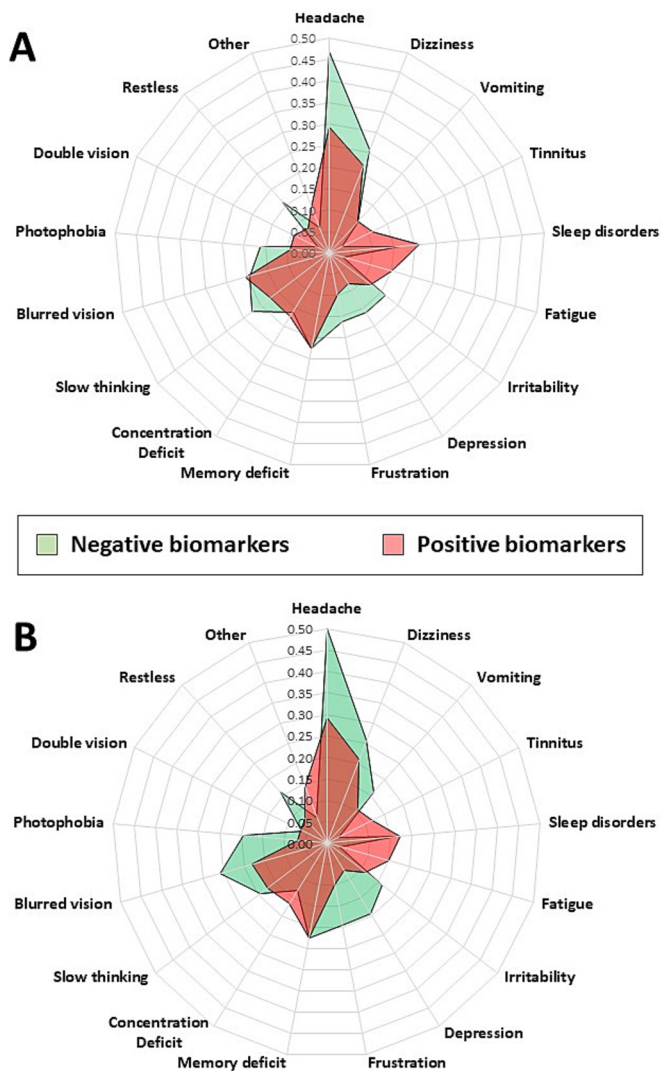 A
Headache
Dizziness
Vomiting
Tinnitus
Sleep disorders
Fatigue
Irritability
Depression
Frustration
Memory deficit
Concentration
Deficit
Slow thinking
Blurred vision
Photophobia
Double vision
Restless
Other
0.50
0.45
0.40
0.35
0.30
0.25
0.20
0.15
0.10
0.05
0.00
Negative biomarkers
Positive biomarkers
B
Headache
Dizziness
Vomiting
Tinnitus
Sleep disorders
Fatigue
Irritability
Depression
Frustration
Memory deficit
Concentration
Deficit
Slow thinking
Blurred vision
Photophobia
Double vision
Restless
Other
0.50
0.45
0.40
0.35
0.30
0.25
0.20
0.15
0.10
0.05
0.00